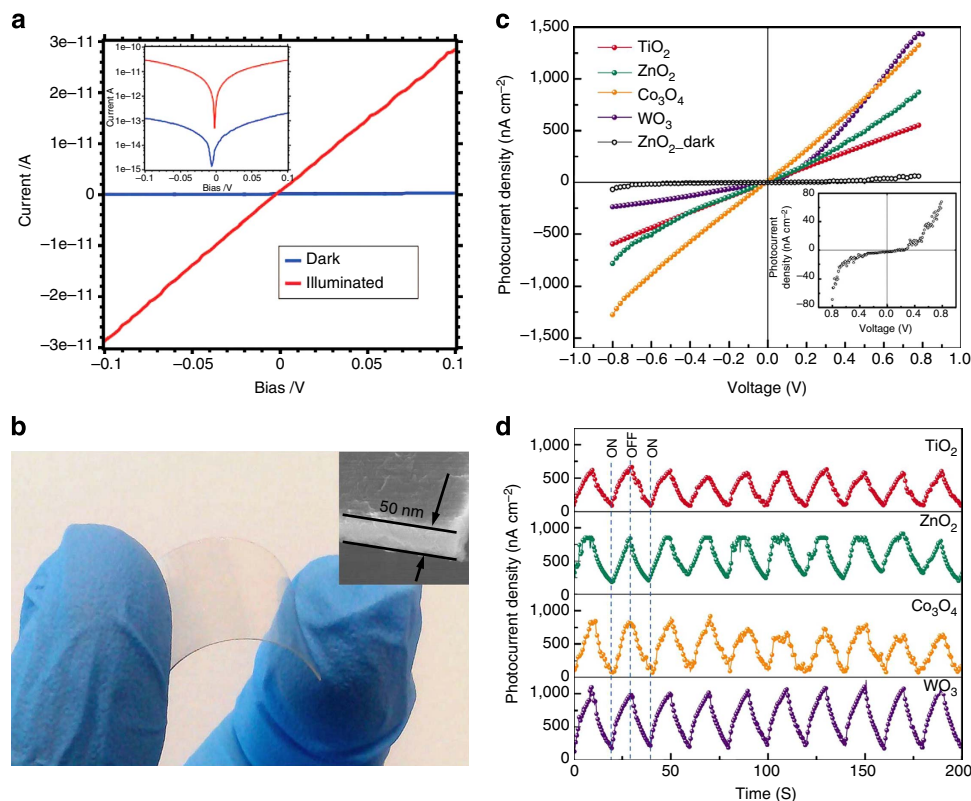 a
3e−11
2e−11
1e−11
0
−1e−11
−2e−11
−3e−11
Current /A
−0.1
−0.05
0
0.05
0.1
Bias /V
Dark
Illuminated
1e−10
1e−11
1e−12
1e−13
1e−14
1e−15
Current A
−0.1
−0.05
0
0.05
0.1
Bias /V
b
50 nm
c
1,500
1,000
500
0
−500
−1,000
−1,500
Photocurrent density (nA cm−2)
TiO2
ZnO2
Co3O4
WO3
ZnO2_dark
−1.0
−0.8
−0.6
−0.4
−0.2
0.0
0.2
0.4
0.6
0.8
1.0
Voltage (V)
80
40
0
−40
−80
Photocurrent
density (nA cm−2)
0.8
0.4
0.0
0.4
0.8
Voltage (V)
d
ON
OFF
ON
TiO2
1,000
500
0
ZnO2
1,000
500
0
Co3O4
1,000
500
0
WO3
1,000
500
0
Photocurrent density (nA cm−2)
0
50
100
150
200
Time (S)